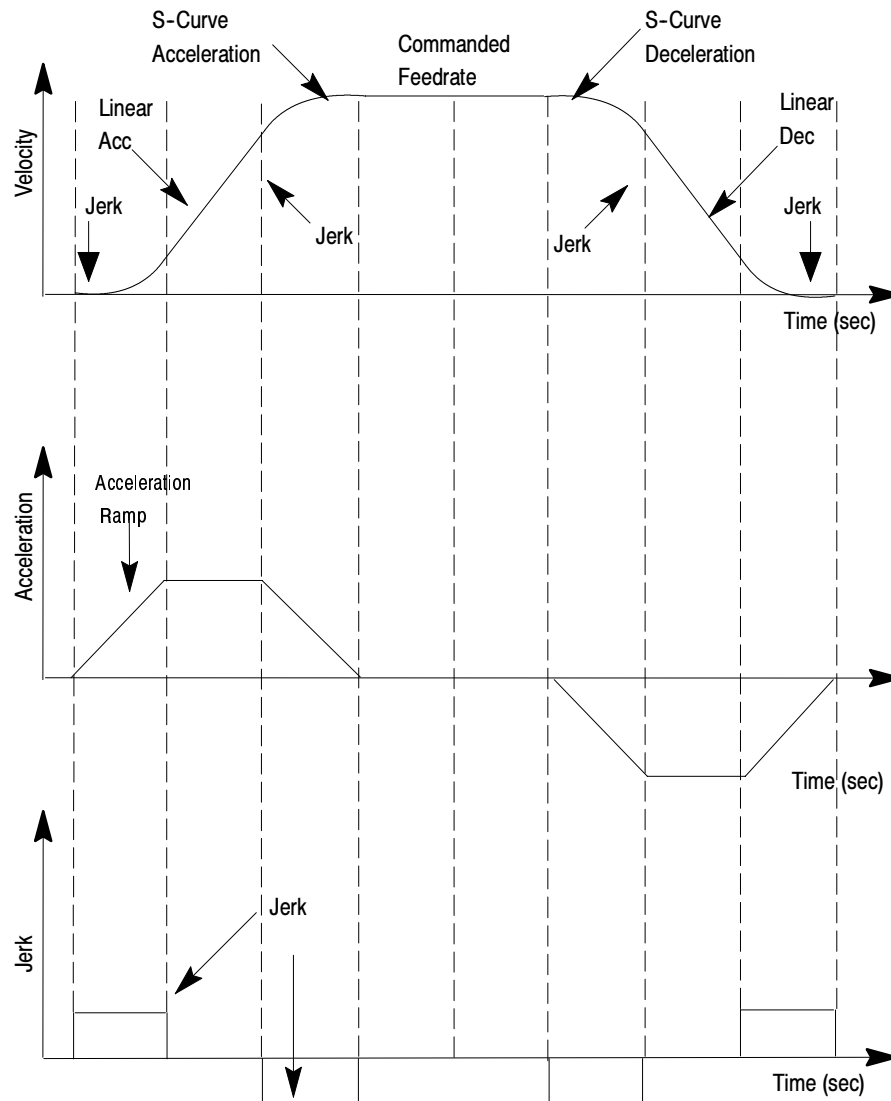 S-Curve
Acceleration
Commanded
Feedrate
S-Curve
Deceleration
Linear
Acc
Linear
Dec
Velocity
Jerk
Jerk
Jerk
Jerk
Time (sec)
Acceleration
Ramp
Acceleration
Time (sec)
Jerk
Jerk
Time (sec)